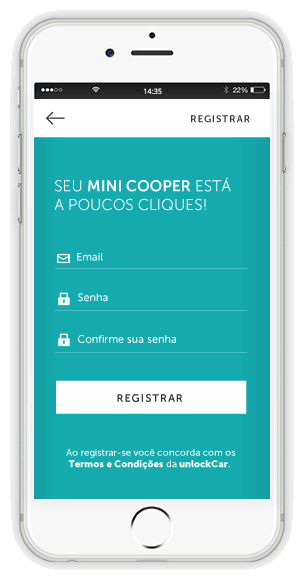 14:35 22%
REGISTRAR
SEU MINI COOPER ESTÁ
A POUCOS CLIQUES!
Email
Senha
Confirme sua senha
REGISTRAR
Ao registrar-se você concorda com os
Termos e Condições da unlockCar.